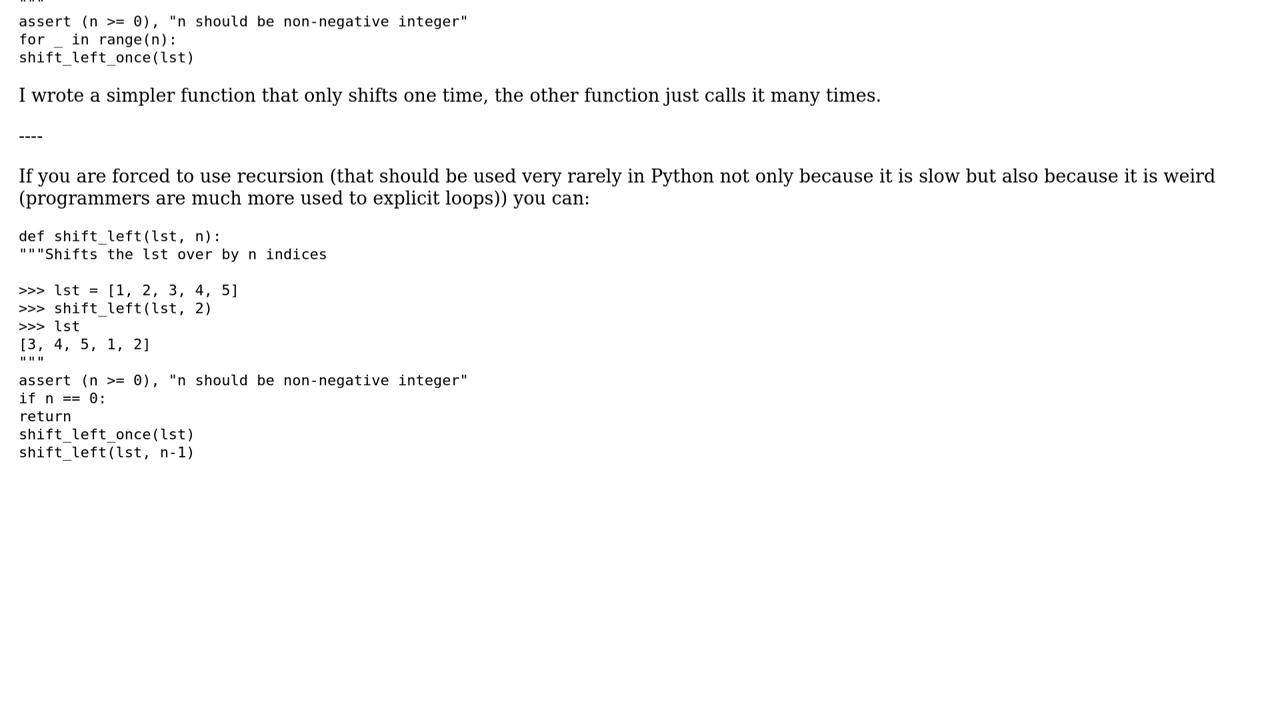 """
assert (n >= 0), "n should be non-negative integer"
for _ in range(n):
shift_left_once(lst)
I wrote a simpler function that only shifts one time, the other function just calls it many times.
----
If you are forced to use recursion (that should be used very rarely in Python not only because it is slow but also because it is weird
(programmers are much more used to explicit loops)) you can:
def shift_left(lst, n):
"""Shifts the lst over by n indices
>>> lst = [1, 2, 3, 4, 5]
>>> shift_left(lst, 2)
>>> lst
[3, 4, 5, 1, 2]
"""
assert (n >= 0), "n should be non-negative integer"
if n == 0:
return
shift_left_once(lst)
shift_left(lst, n-1)